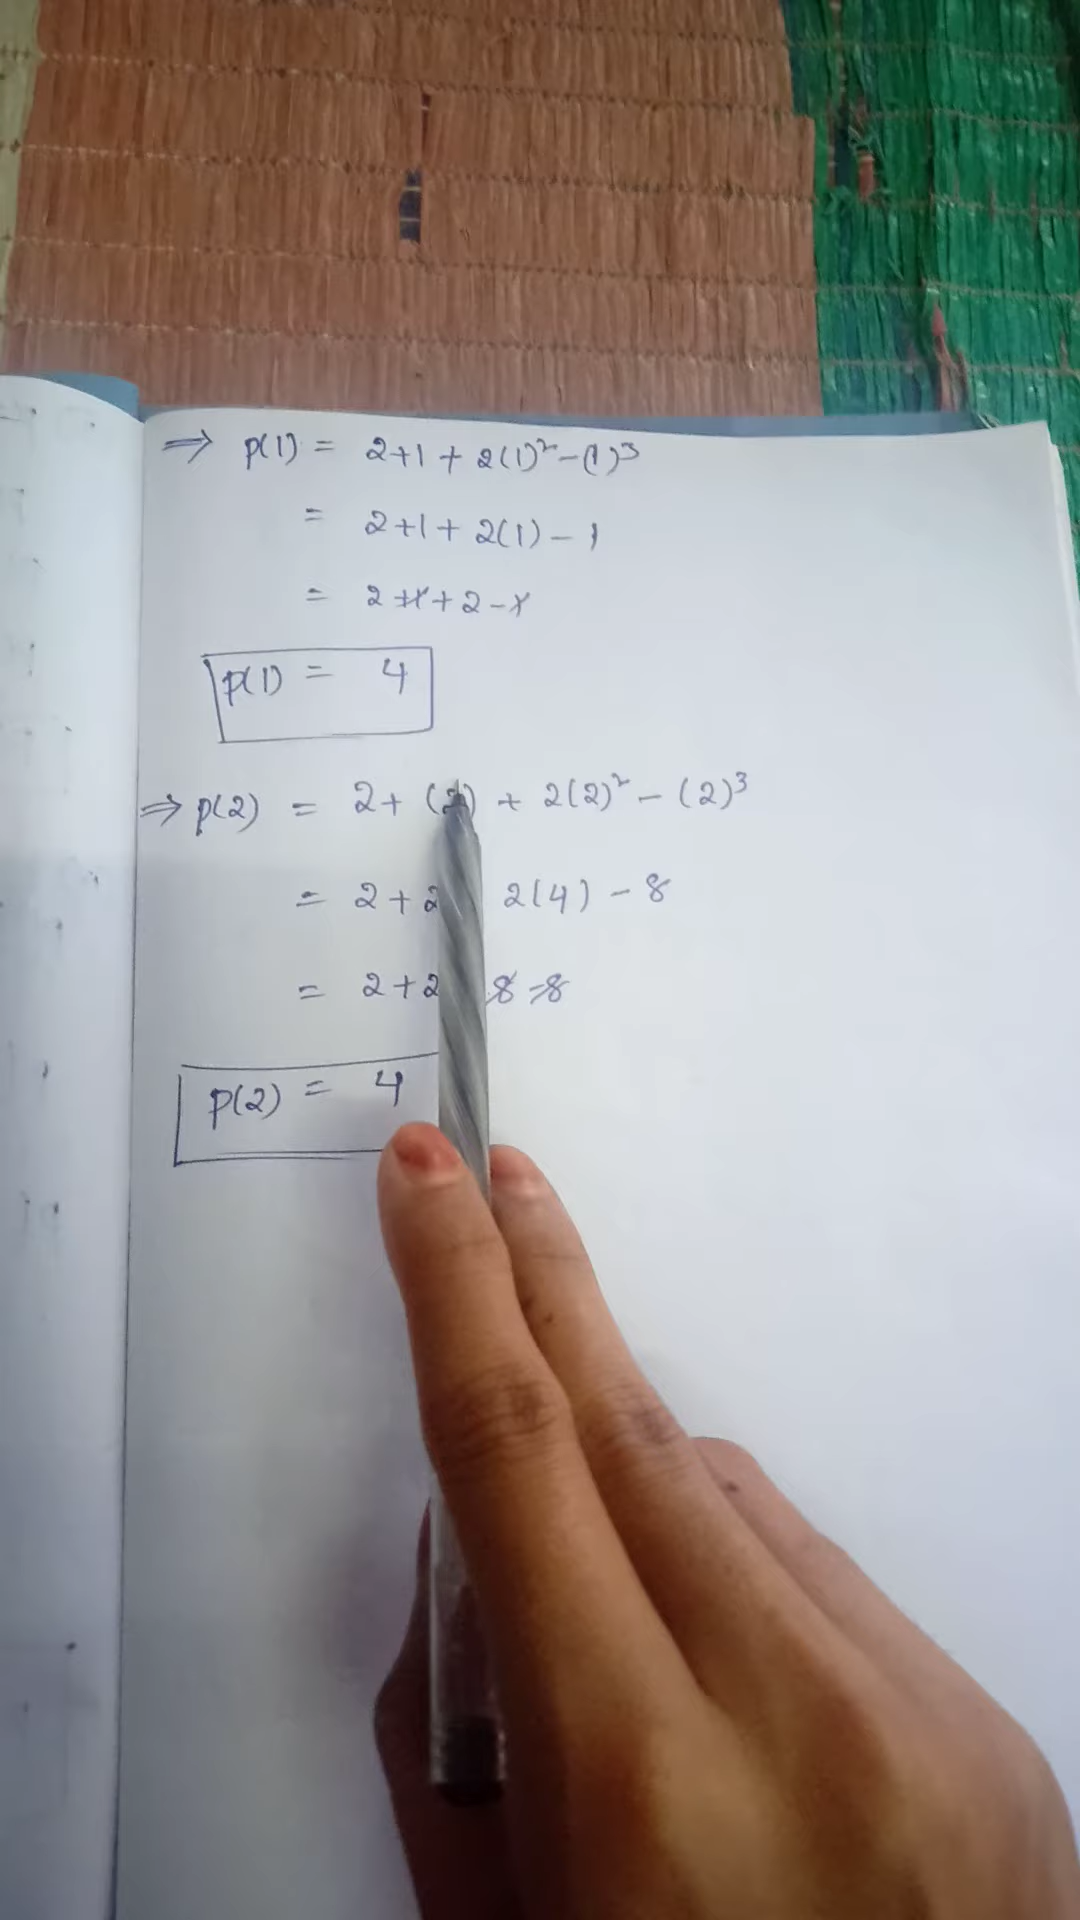 ⇒ p(1) = 2+1+2(1)²-(1)³
= 2+1+2(1)-1
= 2+1+2-1
p(1) = 4
⇒ p(2) = 2+(2)+2(2)²-(2)³
= 2+2 2(4)-8
= 2+2 8-8
p(2) = 4